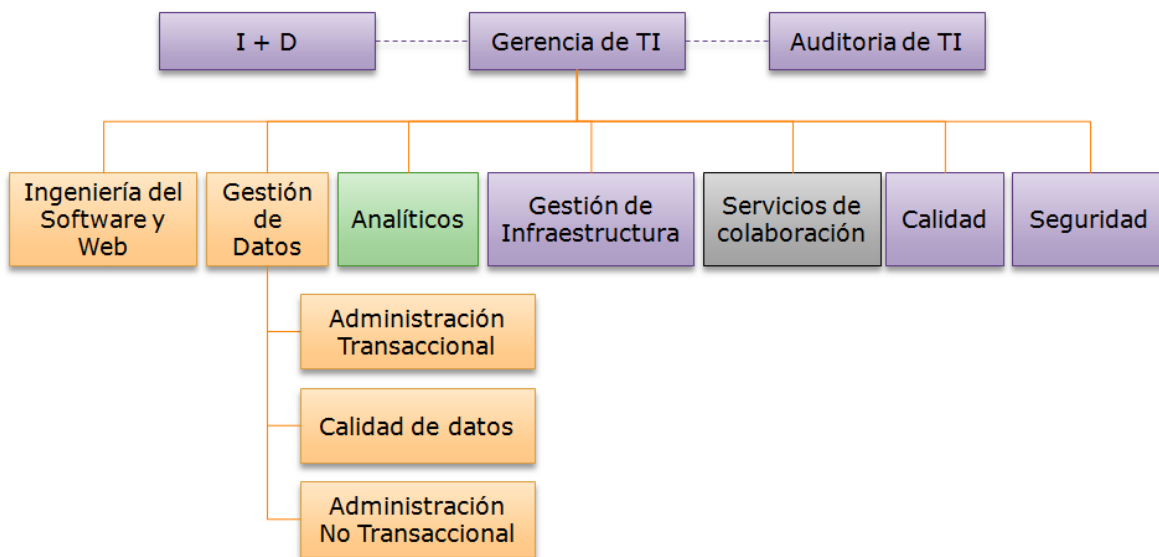 I + D
Gerencia de TI
Auditoria de TI
Ingeniería del
Software y
Web
Gestión
de
Datos
Analíticos
Gestión de
Infraestructura
Servicios de
colaboración
Calidad
Seguridad
Administración
Transaccional
Calidad de datos
Administración
No Transaccional